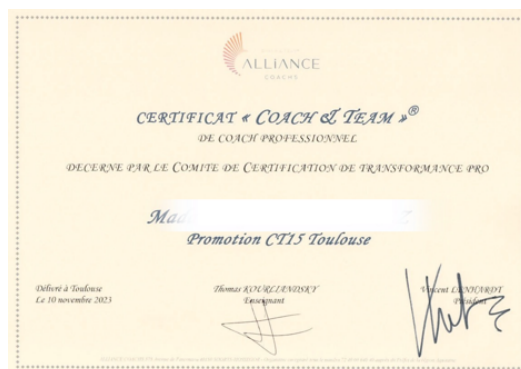 ALLIANCE
COACHS
CERTIFICAT « COACH & TEAM »®
DE COACH PROFESSIONNEL
DECERNE PAR LE COMITE DE CERTIFICATION DE TRANSFORMANCE PRO
Promotion CT15 Toulouse
Délivré à Toulouse
Le 10 novembre 2023
Thomas KOURLIANDSKY
Enseignant
Vincent LENHARDT
Président